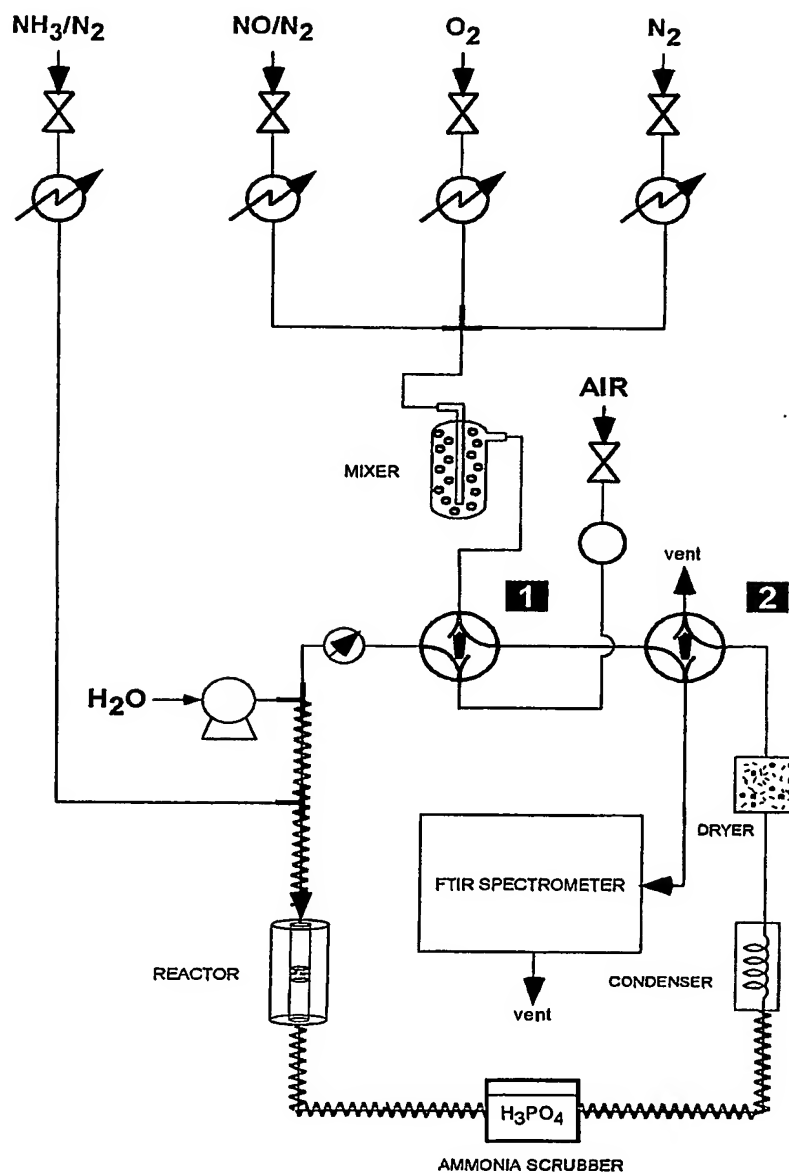 NH3/N2 NO/N2 O2 N2
MIXER
AIR
vent
1 2
H2O
DRYER
FTIR SPECTROMETER
REACTOR
CONDENSER
vent
H3PO4
AMMONIA SCRUBBER